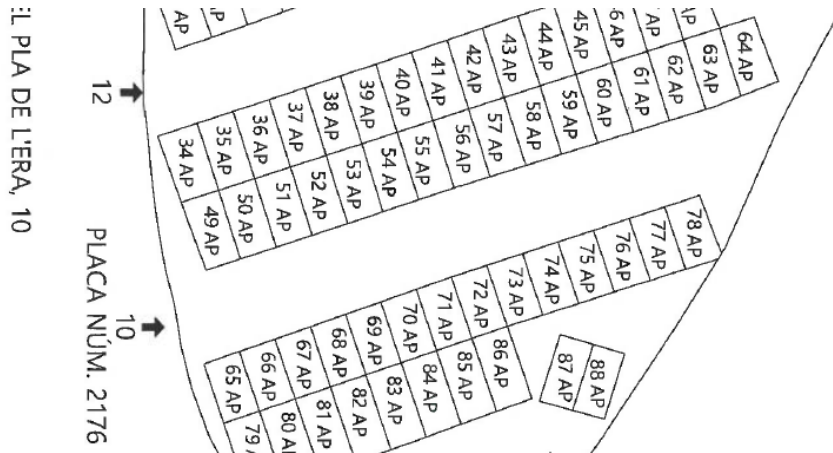 EL PLA DE L'ERA, 10
12
10
PLACA NÚM. 2176
AP
34 AP
35 AP
36 AP
37 AP
38 AP
39 AP
40 AP
41 AP
42 AP
43 AP
44 AP
45 AP
49 AP
50 AP
51 AP
52 AP
53 AP
54 AP
55 AP
56 AP
57 AP
58 AP
59 AP
60 AP
61 AP
62 AP
63 AP
64 AP
65 AP
66 AP
67 AP
68 AP
69 AP
70 AP
71 AP
72 AP
73 AP
74 AP
75 AP
76 AP
77 AP
78 AP
79
80 AP
81 AP
82 AP
83 AP
84 AP
85 AP
86 AP
87 AP
88 AP